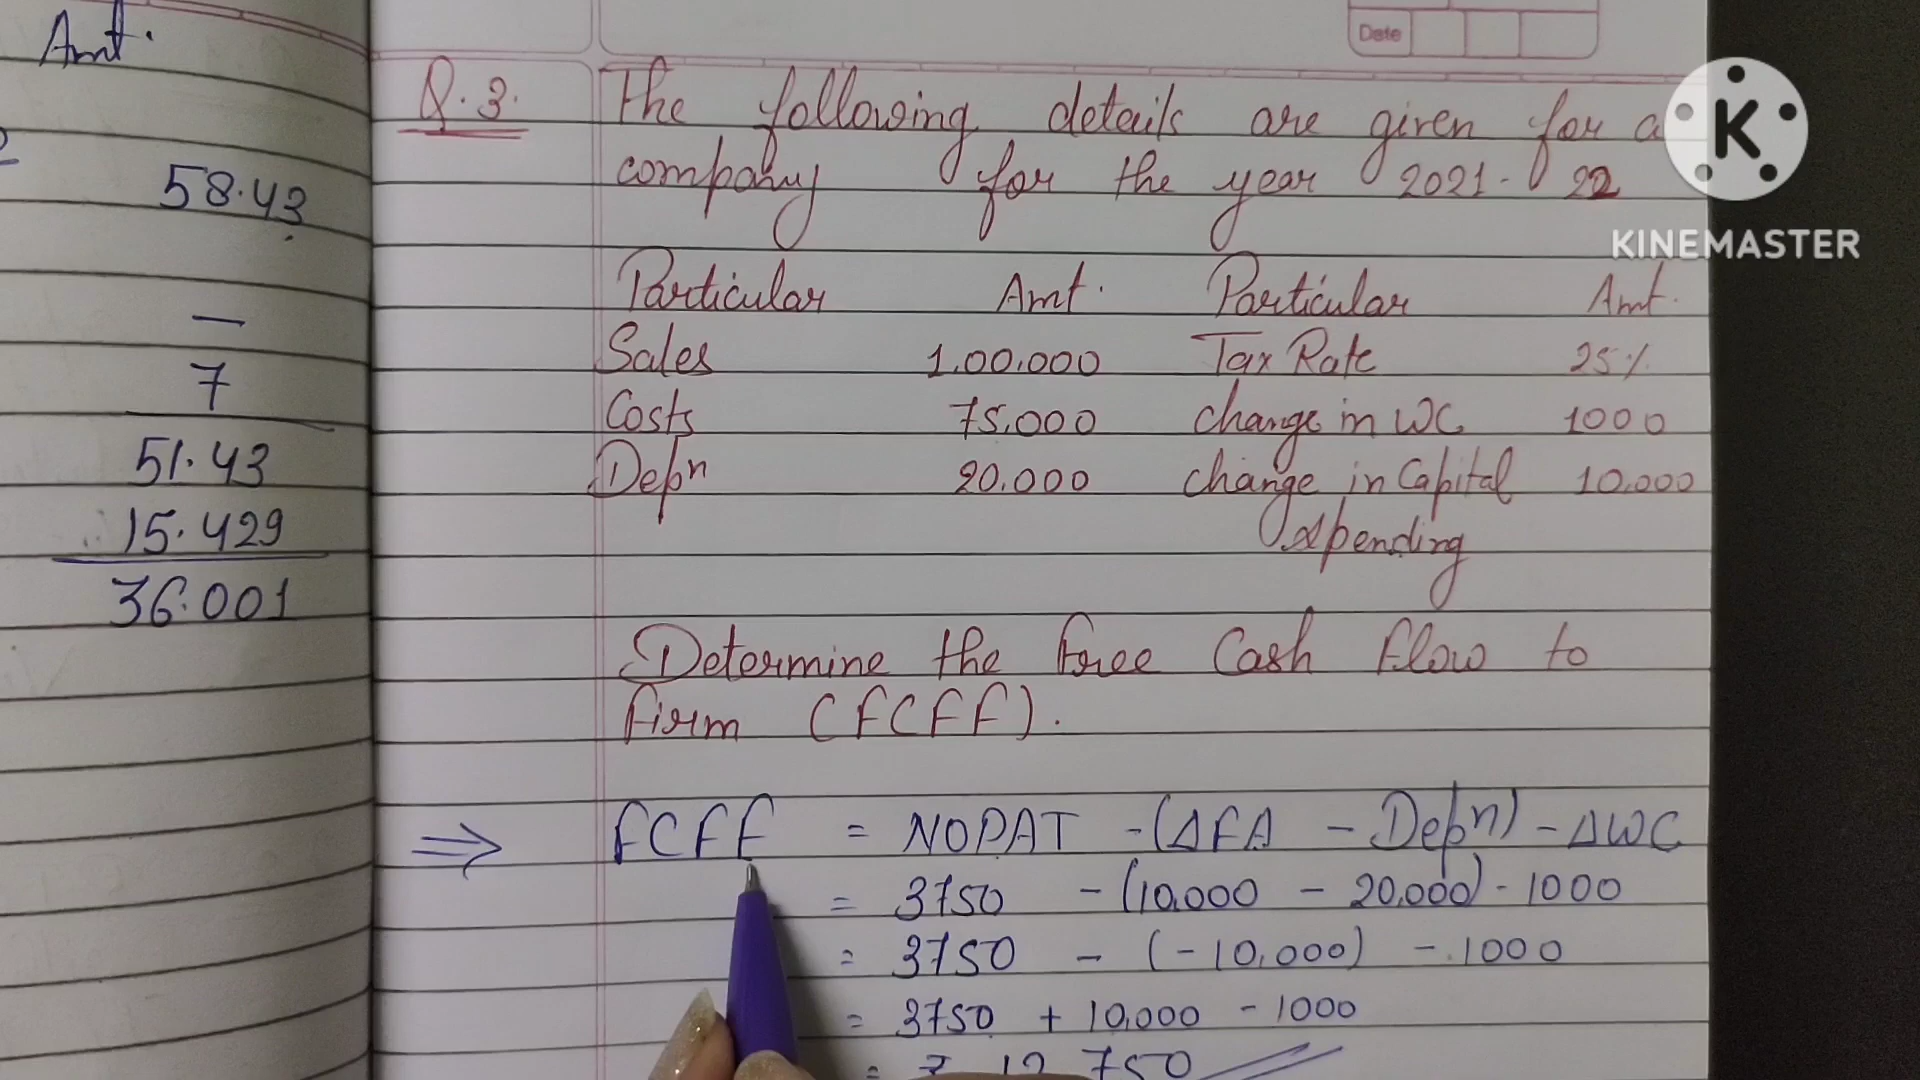 Amt.
58.43
—
7
51.43
15.429
36.001
Date
Q.3. The following details are given for a
company for the year 2021-22
Particular Amt. Particular Amt.
Sales 1,00,000 Tax Rate 25%
Costs 75,000 change in WC 1000
Depn 20,000 change in Capital 10,000
spending
Determine the Free Cash Flow to
Firm (FCFF).
⇒ FCFF = NOPAT - (ΔFA - Depn) - ΔWC
= 3750 - (10,000 - 20,000) - 1000
= 3750 - (-10,000) - 1000
= 3750 + 10,000 - 1000
= ₹ 12,750
K
KINEMASTER